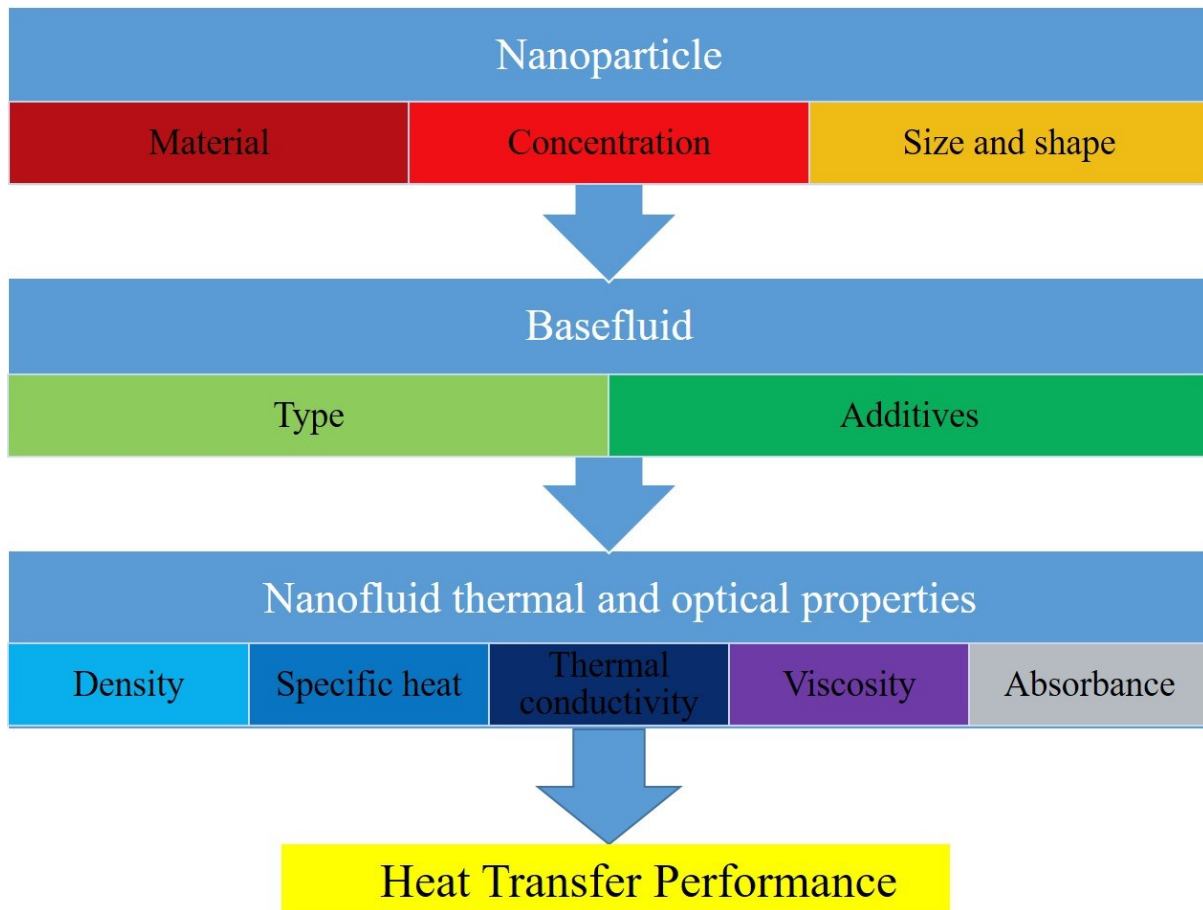 Nanoparticle
Material
Concentration
Size and shape
Basefluid
Type
Additives
Nanofluid thermal and optical properties
Density
Specific heat
Thermal
conductivity
Viscosity
Absorbance
Heat Transfer Performance